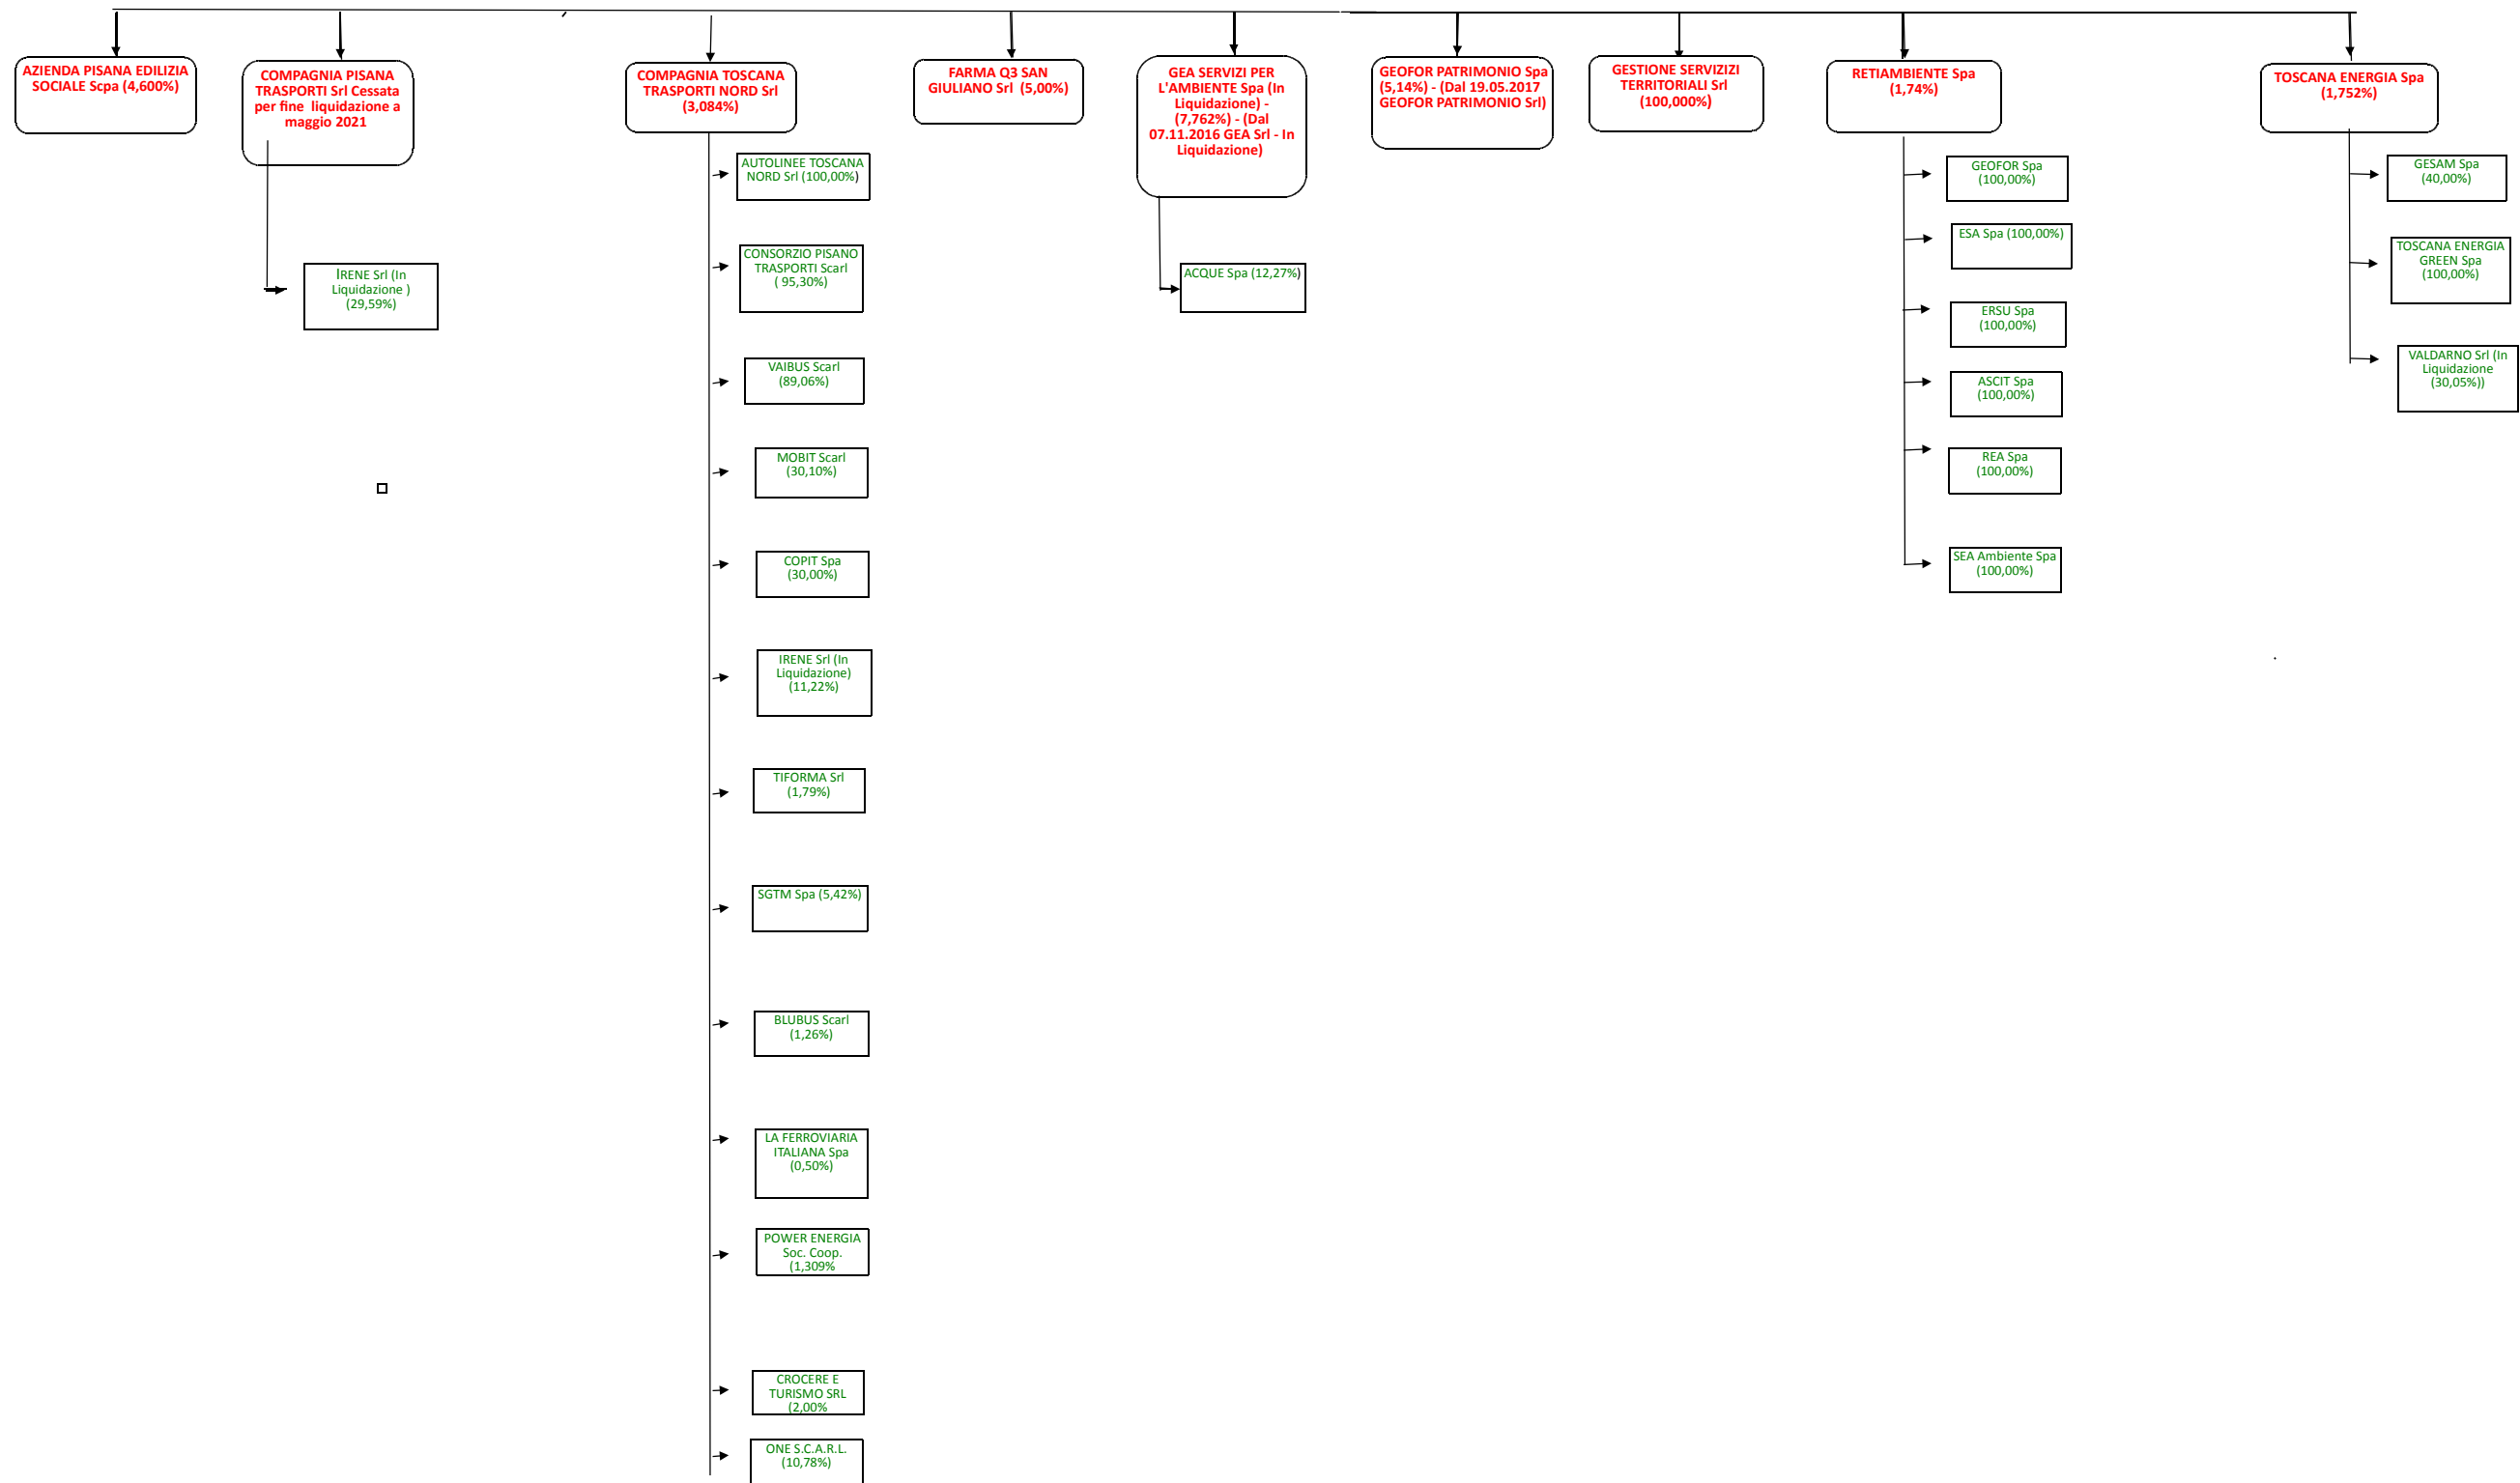 AZIENDA PISANA EDILIZIA
SOCIALE Scpa (4,600%)
COMPAGNIA PISANA
TRASPORTI Srl Cessata
per fine liquidazione a
maggio 2021
COMPAGNIA TOSCANA
TRASPORTI NORD Srl
(3,084%)
FARMA Q3 SAN
GIULIANO Srl (5,00%)
GEA SERVIZI PER
L'AMBIENTE Spa (In
Liquidazione) -
(7,762%) - (Dal
07.11.2016 GEA Srl - In
Liquidazione)
GEOFOR PATRIMONIO Spa
(5,14%) - (Dal 19.05.2017
GEOFOR PATRIMONIO Srl)
GESTIONE SERVIZIZI
TERRITORIALI Srl
(100,000%)
RETIAMBIENTE Spa
(1,74%)
TOSCANA ENERGIA Spa
(1,752%)
IRENE Srl (In
Liquidazione )
(29,59%)
AUTOLINEE TOSCANA
NORD Srl (100,00%)
CONSORZIO PISANO
TRASPORTI Scarl
( 95,30%)
VAIBUS Scarl
(89,06%)
MOBIT Scarl
(30,10%)
COPIT Spa
(30,00%)
IRENE Srl (In
Liquidazione)
(11,22%)
TIFORMA Srl
(1,79%)
SGTM Spa (5,42%)
BLUBUS Scarl
(1,26%)
LA FERROVIARIA
ITALIANA Spa
(0,50%)
POWER ENERGIA
Soc. Coop.
(1,309%
CROCERE E
TURISMO SRL
(2,00%
ONE S.C.A.R.L.
(10,78%)
ACQUE Spa (12,27%)
GEOFOR Spa
(100,00%)
ESA Spa (100,00%)
ERSU Spa
(100,00%)
ASCIT Spa
(100,00%)
REA Spa
(100,00%)
SEA Ambiente Spa
(100,00%)
GESAM Spa
(40,00%)
TOSCANA ENERGIA
GREEN Spa
(100,00%)
VALDARNO Srl (In
Liquidazione
(30,05%))